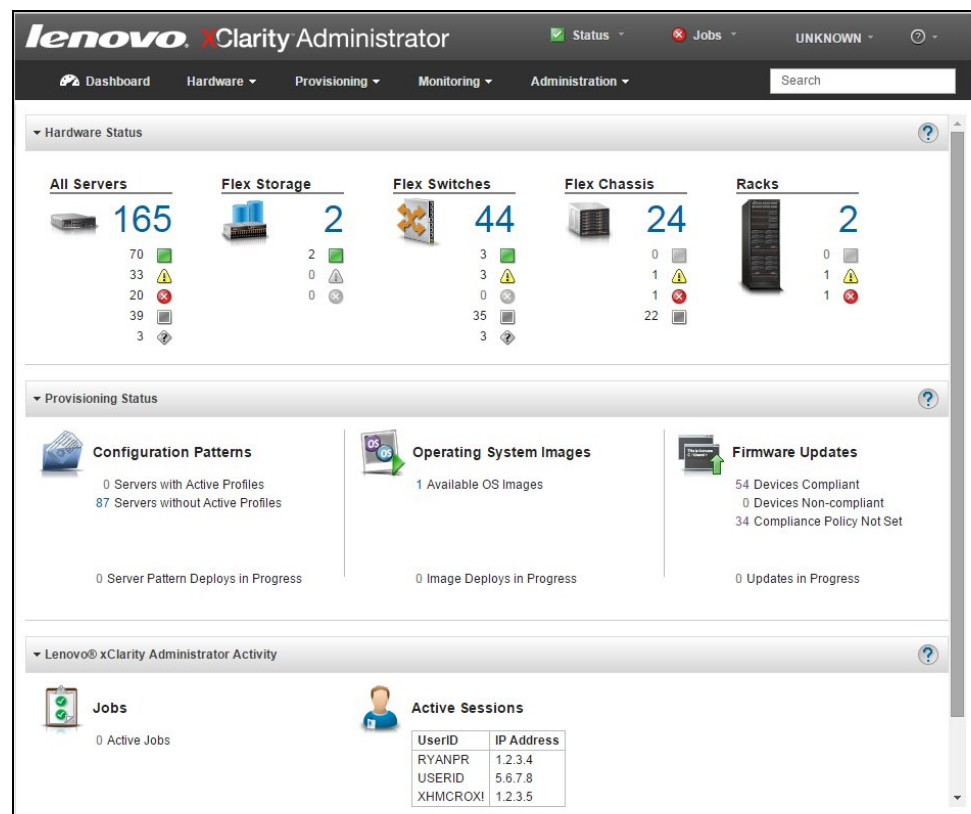 lenovo. XClarity Administrator
Status
Jobs
UNKNOWN
Dashboard
Hardware
Provisioning
Monitoring
Administration
Search
Hardware Status
All Servers
165
70
33
20
39
3
Flex Storage
2
2
0
0
Flex Switches
44
3
3
0
35
3
Flex Chassis
24
0
1
1
22
Racks
2
0
1
1
Provisioning Status
Configuration Patterns
0 Servers with Active Profiles
87 Servers without Active Profiles
0 Server Pattern Deploys in Progress
OS
OS
Operating System Images
1 Available OS Images
0 Image Deploys in Progress
Firmware Updates
54 Devices Compliant
0 Devices Non-compliant
34 Compliance Policy Not Set
0 Updates in Progress
Lenovo® xClarity Administrator Activity
Jobs
0 Active Jobs
Active Sessions
UserID IP Address
RYANPR 1.2.3.4
USERID 5.6.7.8
XHMCROX! 1.2.3.5